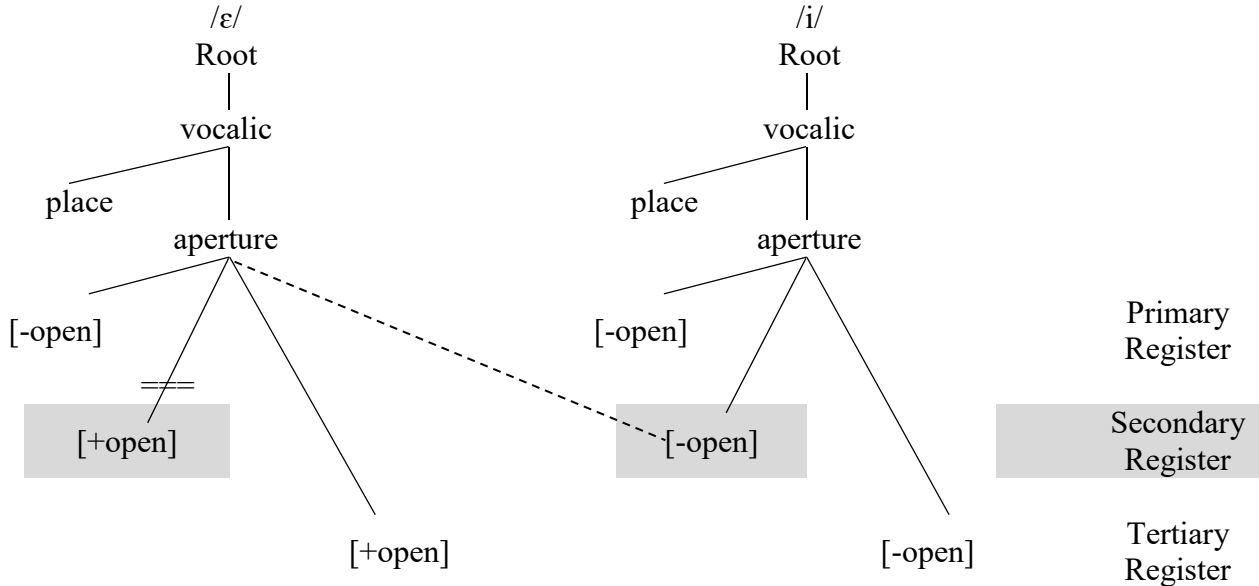 /ɛ/ /i/
Root Root
vocalic vocalic
place place
aperture aperture
[-open] [-open] Primary
Register
[+open] [-open] Secondary
Register
[+open] [-open] Tertiary
Register